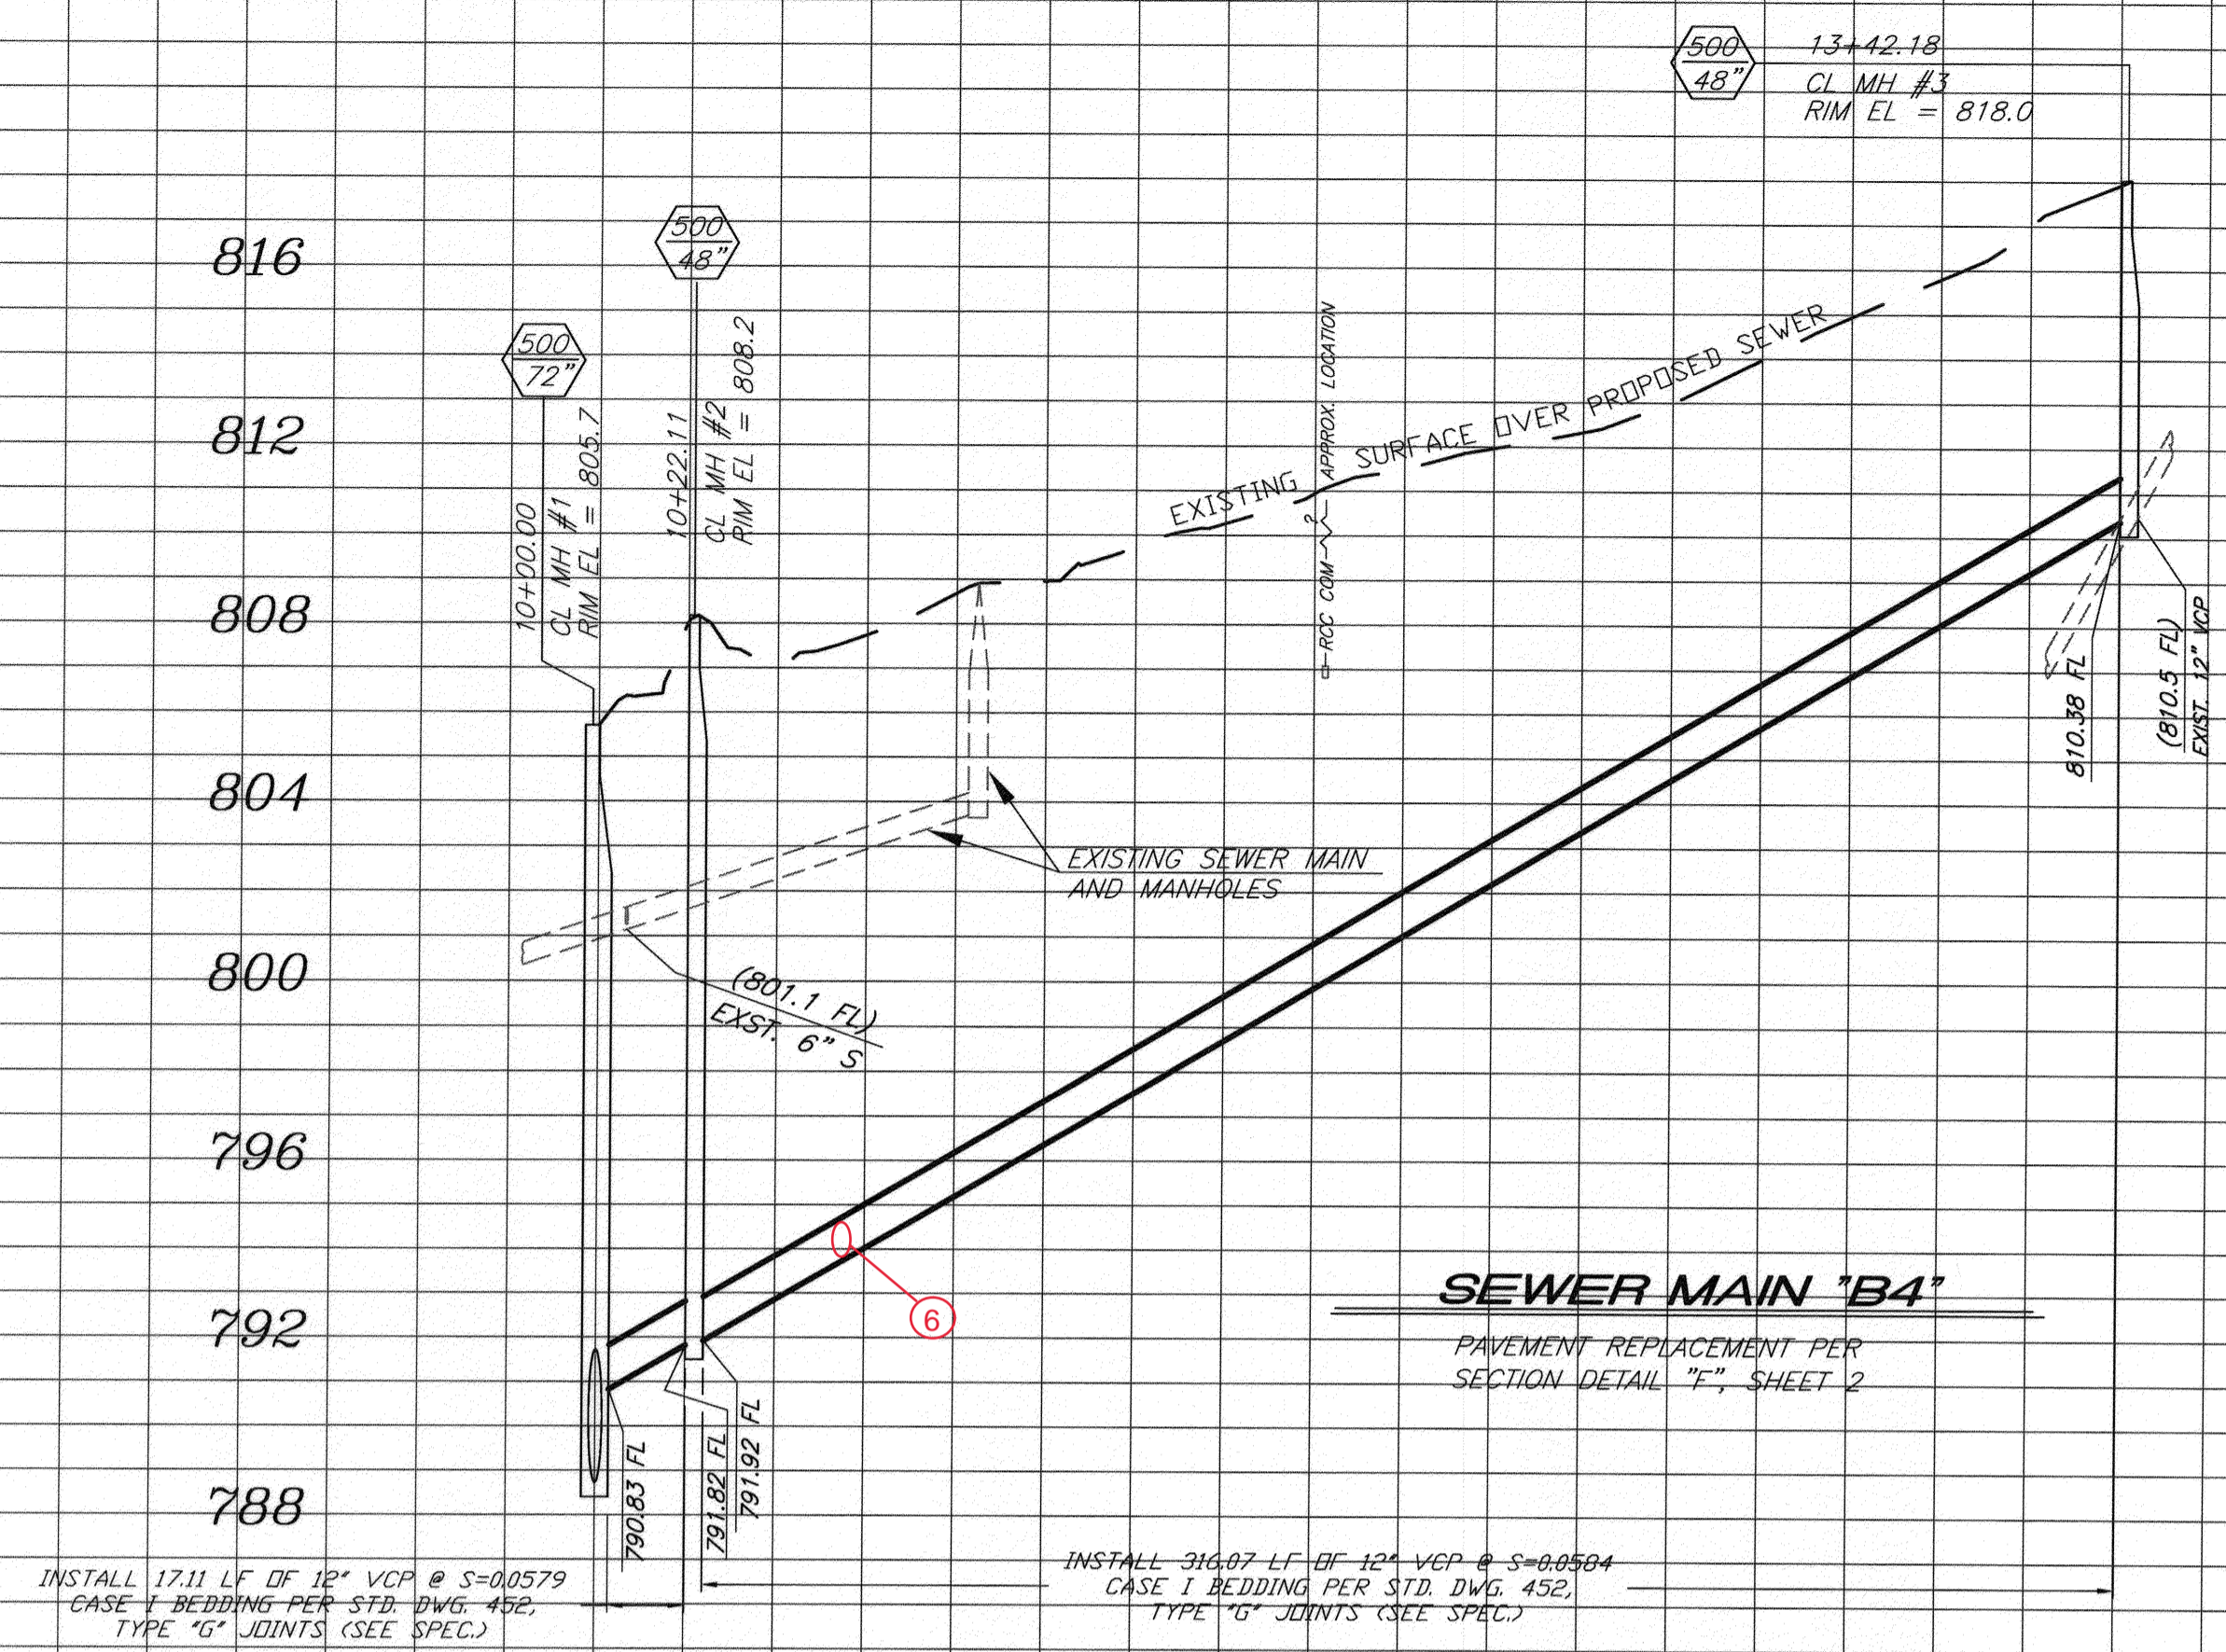 500
48"
13+42.18
CL MH #3
RIM EL = 818.0
816
812
808
804
800
796
792
788
500
72"
10+00.00
CL MH #1
RIM EL = 805.7
500
48"
10+22.11
CL MH #2
RIM EL = 808.2
RCC COM ? APPROX. LOCATION
EXISTING SURFACE OVER PROPOSED SEWER
EXISTING SEWER MAIN
AND MANHOLES
(801.1 FL)
EXST. 6" S
810.38 FL
(810.5 FL)
EXIST. 12" VCP
6
SEWER MAIN "B4"
PAVEMENT REPLACEMENT PER
SECTION DETAIL "F", SHEET 2
790.83 FL
791.82 FL
791.92 FL
INSTALL 17.11 LF OF 12" VCP @ S=0.0579
CASE I BEDDING PER STD. DWG. 452,
TYPE "G" JOINTS (SEE SPEC.)
INSTALL 316.07 LF OF 12" VCP @ S=0.0584
CASE I BEDDING PER STD. DWG. 452,
TYPE "G" JOINTS (SEE SPEC.)